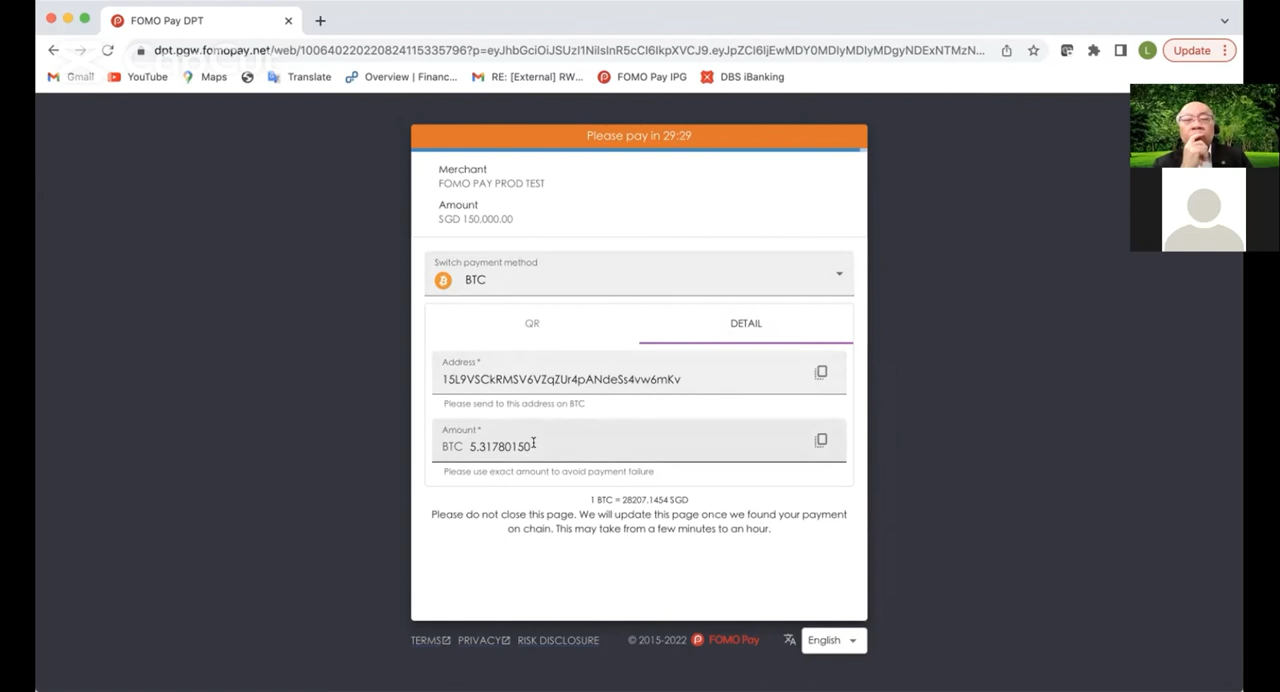 FOMO Pay DPT
dpt.pgw.fomopay.net/web/100640220220824115335796?p=eyJhbGciOiJSUzI1NiIsInR5cCI6IkpXVCJ9.eyJpZCI6IjEwMDY0MDIyMDIyMDgyNDExNTMzN...
L
Update
Gmail
YouTube
Maps
Translate
Overview | Financ...
RE: [External] RW...
FOMO Pay IPG
DBS iBanking
Please pay in 29:29
Merchant
FOMO PAY PROD TEST
Amount
SGD 150,000.00
Switch payment method
BTC
QR
DETAIL
Address*
15L9VSCkRMSV6VZqZUr4pANdeSs4vw6mKv
Please send to this address on BTC
Amount*
BTC 5.31780150
Please use exact amount to avoid payment failure
1 BTC = 28207.1454 SGD
Please do not close this page. We will update this page once we found your payment
on chain. This may take from a few minutes to an hour.
TERMS PRIVACY RISK DISCLOSURE © 2015-2022 FOMO Pay English